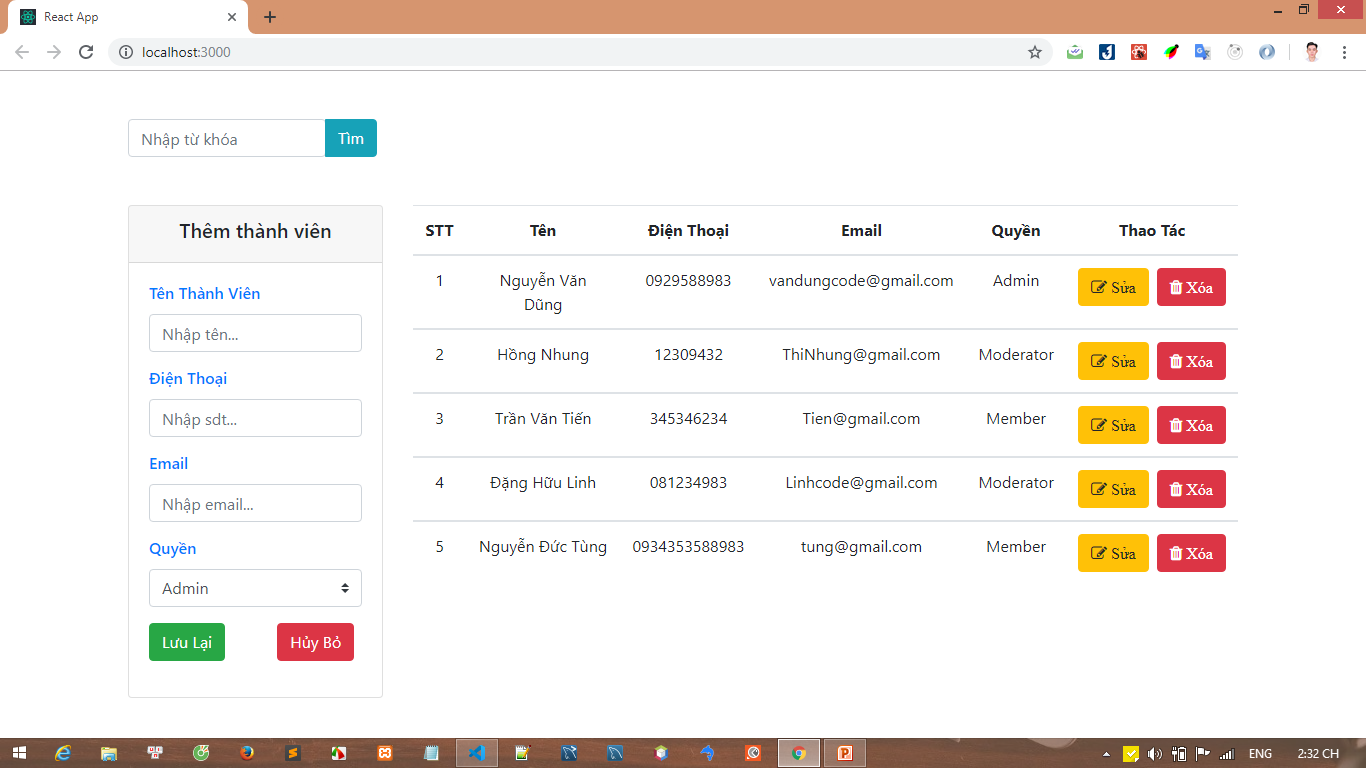 React App
localhost:3000
Nhập từ khóa Tìm
Thêm thành viên
Tên Thành Viên
Nhập tên...
Điện Thoại
Nhập sdt...
Email
Nhập email...
Quyền
Admin
Lưu Lại Hủy Bỏ
STT Tên Điện Thoại Email Quyền Thao Tác
1 Nguyễn Văn 0929588983 vandungcode@gmail.com Admin Sửa Xóa
Dũng
2 Hồng Nhung 12309432 ThiNhung@gmail.com Moderator Sửa Xóa
3 Trần Văn Tiến 345346234 Tien@gmail.com Member Sửa Xóa
4 Đặng Hữu Linh 081234983 Linhcode@gmail.com Moderator Sửa Xóa
5 Nguyễn Đức Tùng 0934353588983 tung@gmail.com Member Sửa Xóa
ENG 2:32 CH